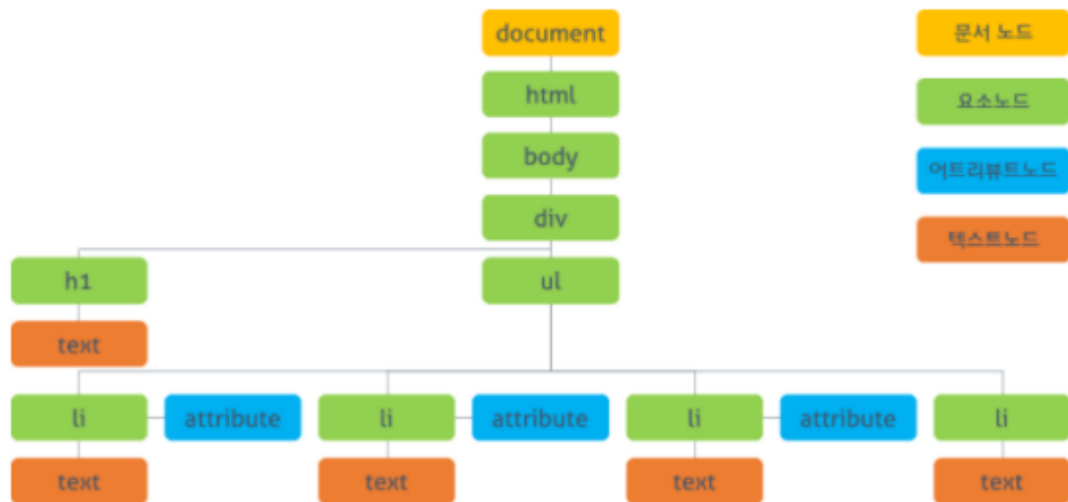 document
문서 노드
html
요소노드
body
어트리뷰트노드
div
텍스트노드
h1
ul
text
li
attribute
li
attribute
li
attribute
li
text
text
text
text